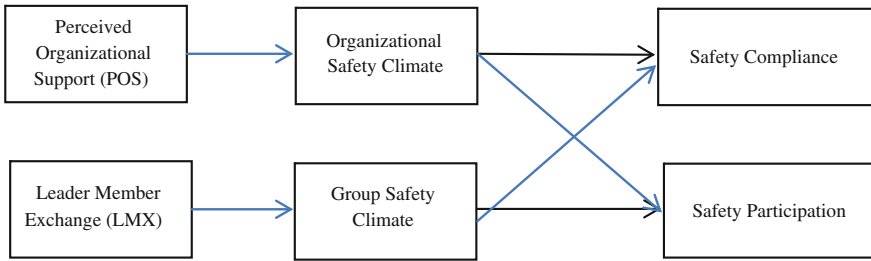 Perceived
Organizational
Support (POS)
Organizational
Safety Climate
Safety Compliance
Leader Member
Exchange (LMX)
Group Safety
Climate
Safety Participation